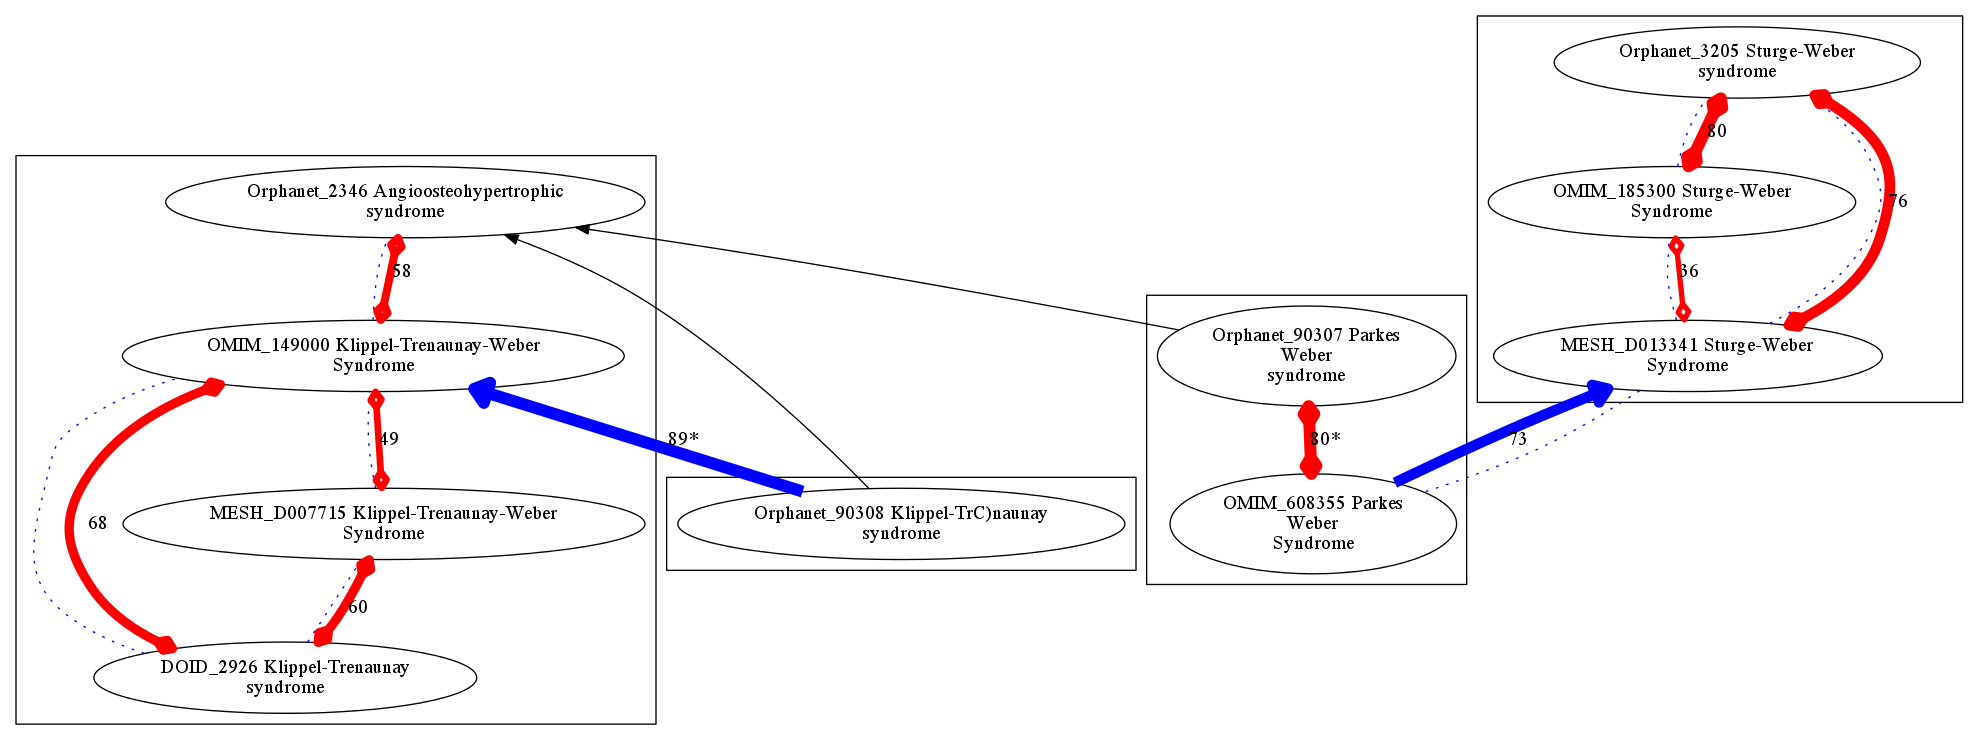 Orphanet_3205 Sturge-Weber
syndrome
80
OMIM_185300 Sturge-Weber
Syndrome
76
36
MESH_D013341 Sturge-Weber
Syndrome
Orphanet_2346 Angioosteohypertrophic
syndrome
58
OMIM_149000 Klippel-Trenaunay-Weber
Syndrome
49
MESH_D007715 Klippel-Trenaunay-Weber
Syndrome
68
60
DOID_2926 Klippel-Trenaunay
syndrome
89*
Orphanet_90308 Klippel-TrC)naunay
syndrome
Orphanet_90307 Parkes
Weber
syndrome
80*
73
OMIM_608355 Parkes
Weber
Syndrome